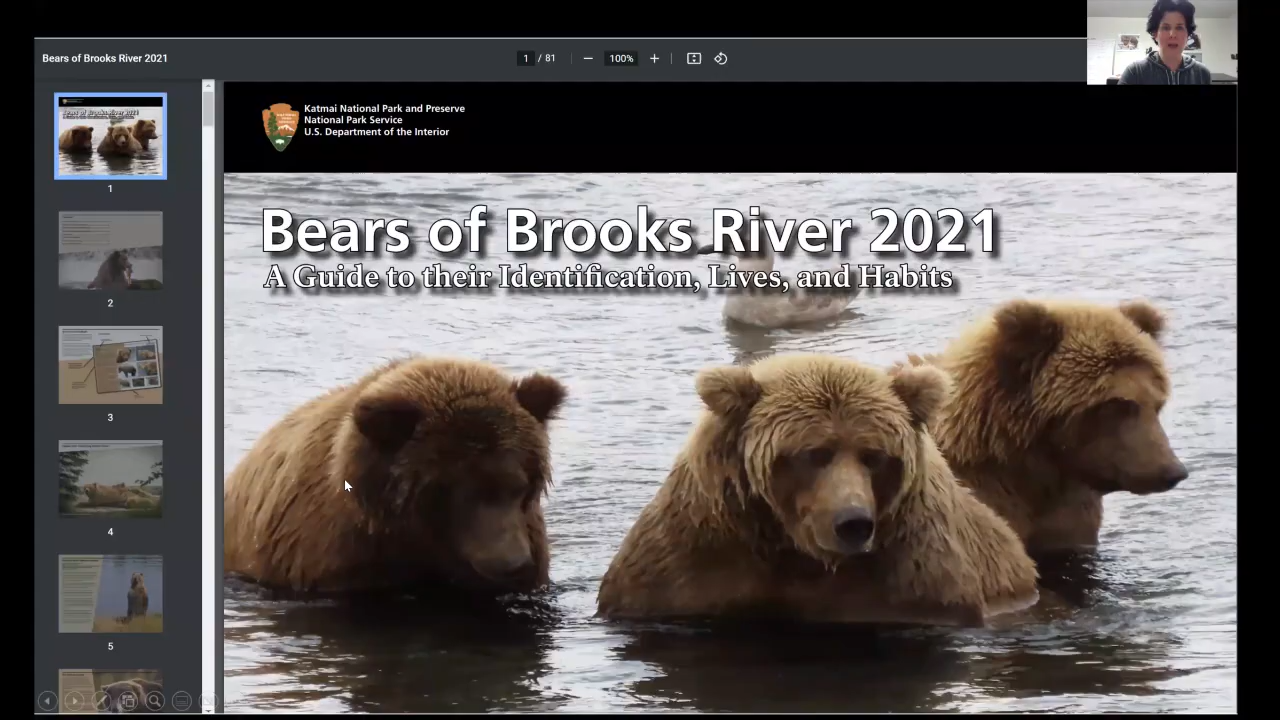 Bears of Brooks River 2021
1 / 81
100%
Katmai National Park and Preserve
National Park Service
U.S. Department of the Interior
Bears of Brooks River 2021
A Guide to their Identification, Lives, and Habits
1
2
3
4
5